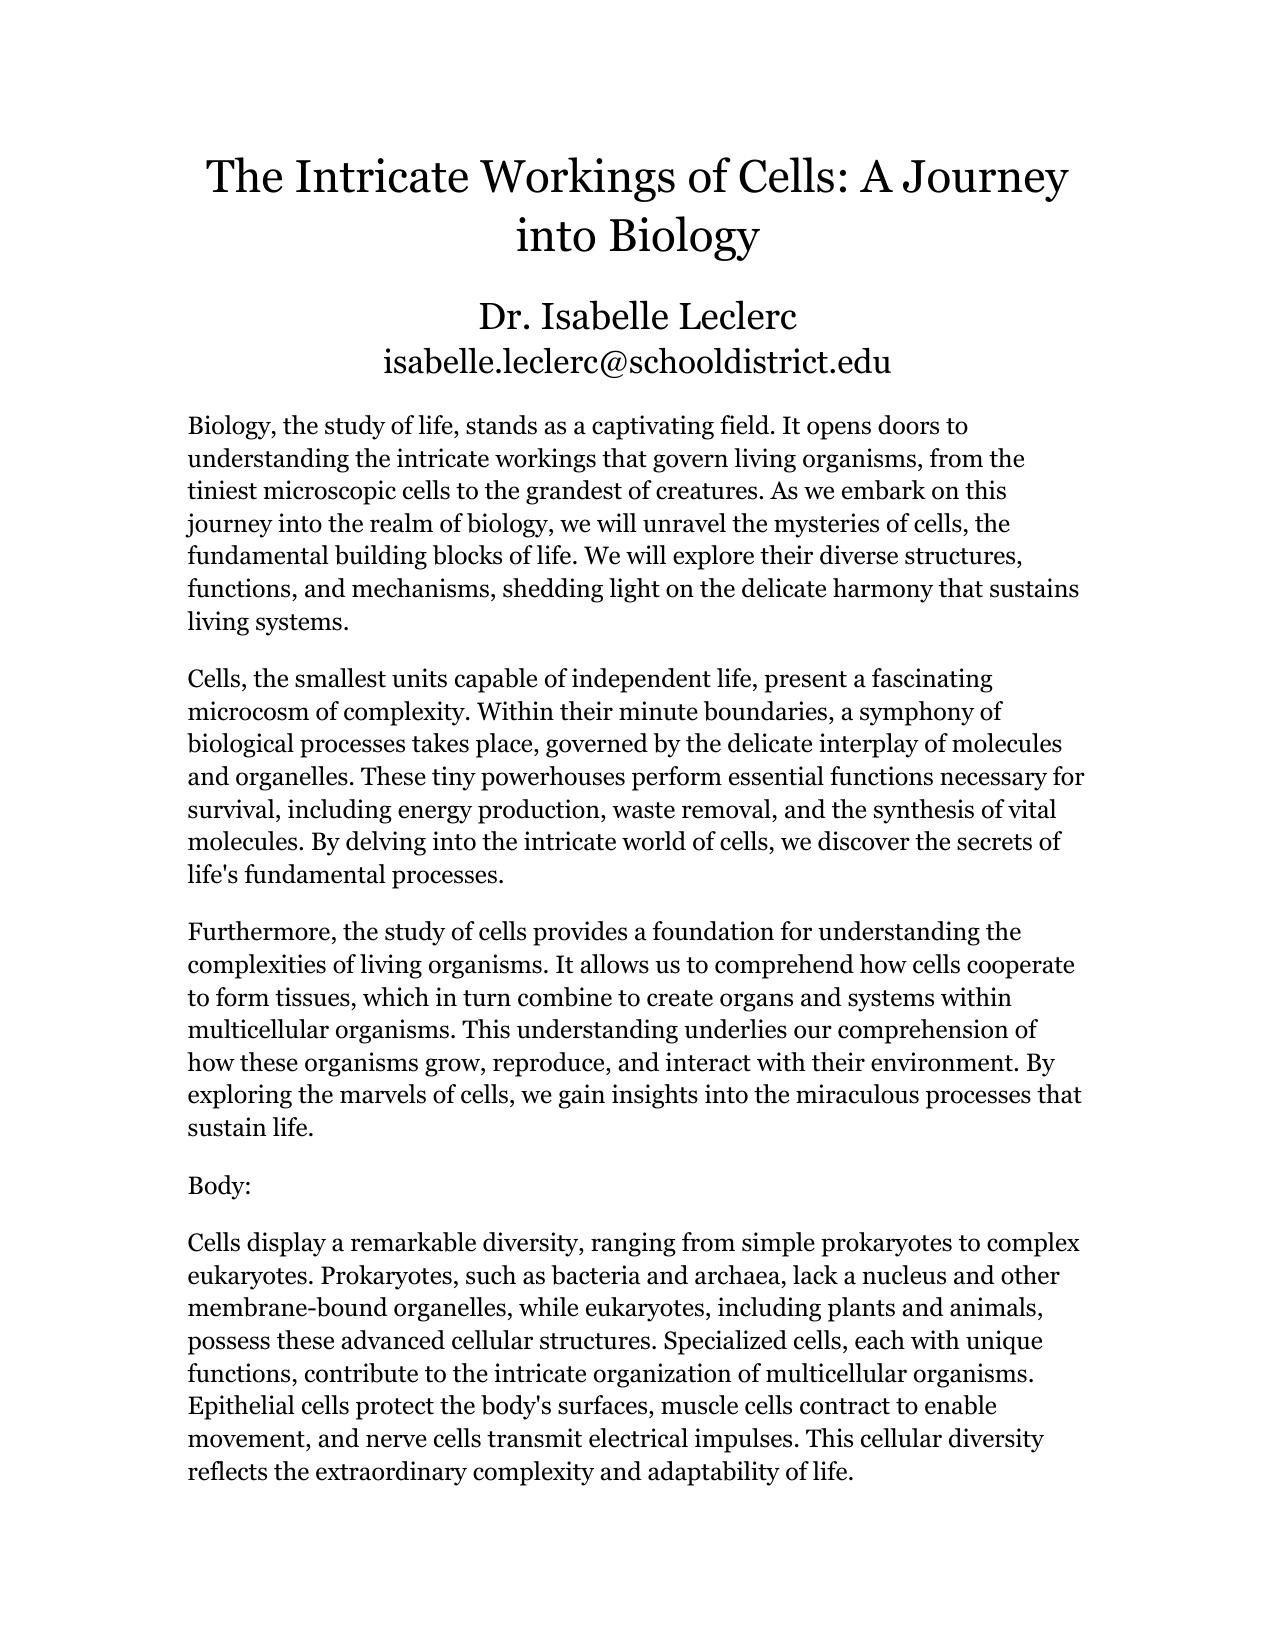 The Intricate Workings of Cells: A Journey
into Biology
Dr. Isabelle Leclerc
isabelle.leclerc@schooldistrict.edu
Biology, the study of life, stands as a captivating field. It opens doors to
understanding the intricate workings that govern living organisms, from the
tiniest microscopic cells to the grandest of creatures. As we embark on this
journey into the realm of biology, we will unravel the mysteries of cells, the
fundamental building blocks of life. We will explore their diverse structures,
functions, and mechanisms, shedding light on the delicate harmony that sustains
living systems.
Cells, the smallest units capable of independent life, present a fascinating
microcosm of complexity. Within their minute boundaries, a symphony of
biological processes takes place, governed by the delicate interplay of molecules
and organelles. These tiny powerhouses perform essential functions necessary for
survival, including energy production, waste removal, and the synthesis of vital
molecules. By delving into the intricate world of cells, we discover the secrets of
life's fundamental processes.
Furthermore, the study of cells provides a foundation for understanding the
complexities of living organisms. It allows us to comprehend how cells cooperate
to form tissues, which in turn combine to create organs and systems within
multicellular organisms. This understanding underlies our comprehension of
how these organisms grow, reproduce, and interact with their environment. By
exploring the marvels of cells, we gain insights into the miraculous processes that
sustain life.
Body:
Cells display a remarkable diversity, ranging from simple prokaryotes to complex
eukaryotes. Prokaryotes, such as bacteria and archaea, lack a nucleus and other
membrane-bound organelles, while eukaryotes, including plants and animals,
possess these advanced cellular structures. Specialized cells, each with unique
functions, contribute to the intricate organization of multicellular organisms.
Epithelial cells protect the body's surfaces, muscle cells contract to enable
movement, and nerve cells transmit electrical impulses. This cellular diversity
reflects the extraordinary complexity and adaptability of life.